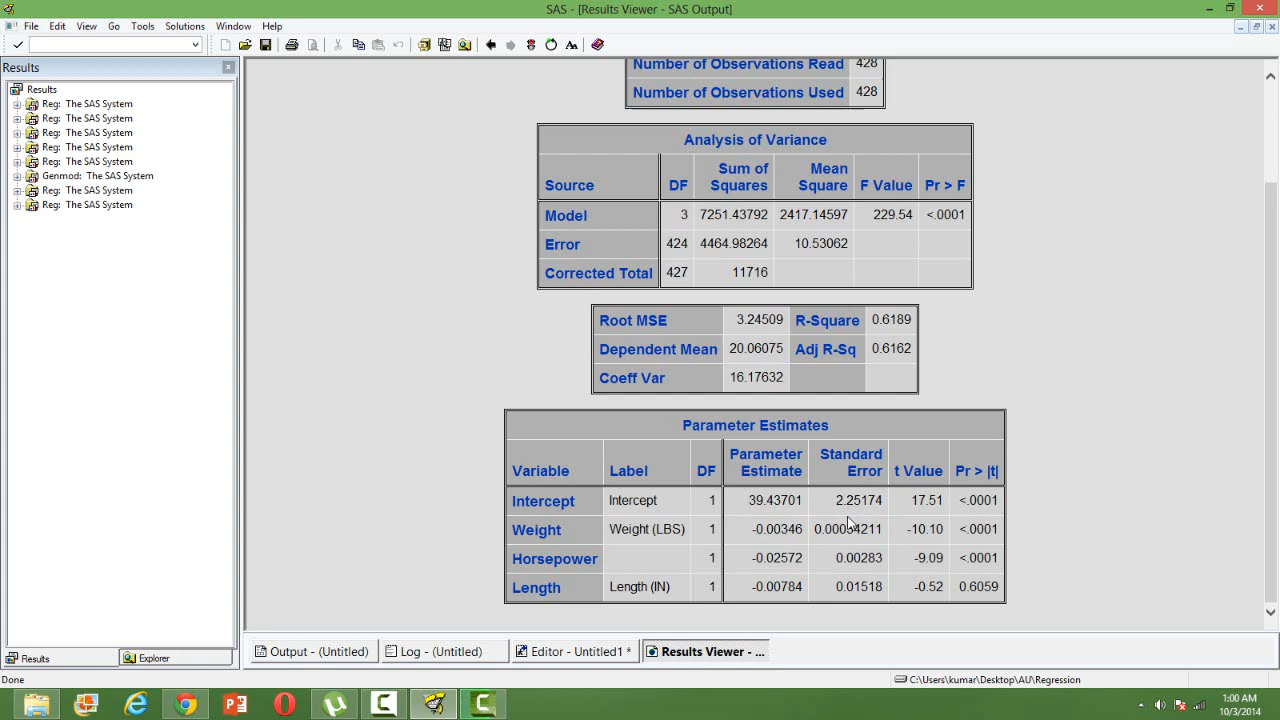 SAS - [Results Viewer - SAS Output]
File Edit View Go Tools Solutions Window Help
Results
Results
Reg: The SAS System
Reg: The SAS System
Reg: The SAS System
Reg: The SAS System
Reg: The SAS System
Genmod: The SAS System
Reg: The SAS System
Reg: The SAS System
Number of Observations Read 428
Number of Observations Used 428
Analysis of Variance
Source DF Sum of Squares Mean Square F Value Pr > F
Model 3 7251.43792 2417.14597 229.54 <.0001
Error 424 4464.98264 10.53062
Corrected Total 427 11716
Root MSE 3.24509 R-Square 0.6189
Dependent Mean 20.06075 Adj R-Sq 0.6162
Coeff Var 16.17632
Parameter Estimates
Variable Label DF Parameter Estimate Standard Error t Value Pr > |t|
Intercept Intercept 1 39.43701 2.25174 17.51 <.0001
Weight Weight (LBS) 1 -0.00346 -10.10 <.0001
Horsepower 1 -0.02572 0.00283 -9.09 <.0001
Length Length (IN) 1 -0.00784 0.01518 -0.52 0.6059
Results Explorer
Output - (Untitled) Log - (Untitled) Editor - Untitled1 * Results Viewer - ...
Done C:\Users\kumar\Desktop\AU\Regression
1:00 AM
10/3/2014